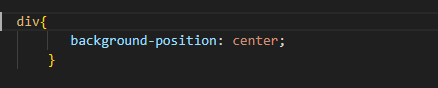 div{
background-position: center;
}